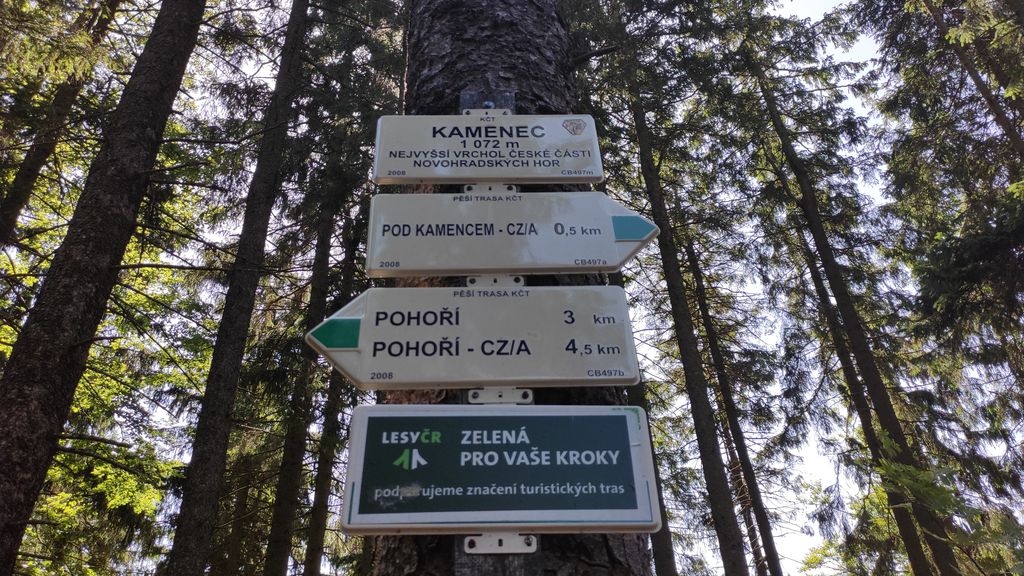 KČT
KAMENEC
1 072 m
NEJVYŠŠÍ VRCHOL ČESKÉ ČÁSTI
NOVOHRADSKÝCH HOR
2008 CB497m
PĚŠÍ TRASA KČT
POD KAMENCEM - CZ/A 0,5 km
2008 CB497a
PĚŠÍ TRASA KČT
POHOŘÍ 3 km
POHOŘÍ - CZ/A 4,5 km
2008 CB497b
LESYČR ZELENÁ
PRO VAŠE KROKY
podporujeme značení turistických tras